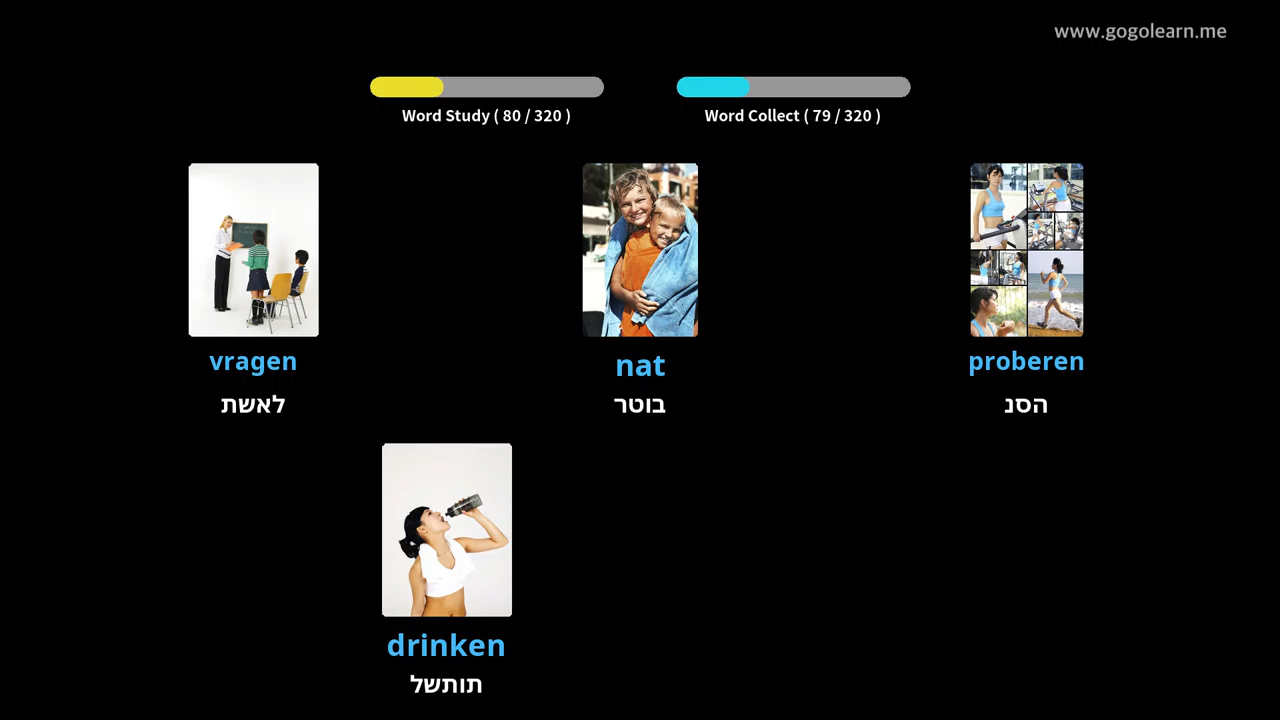 www.gogolearn.me
Word Study ( 80 / 320 )
Word Collect ( 79 / 320 )
vragen
לאשת
nat
בוטר
proberen
הסנ
drinken
תותשל